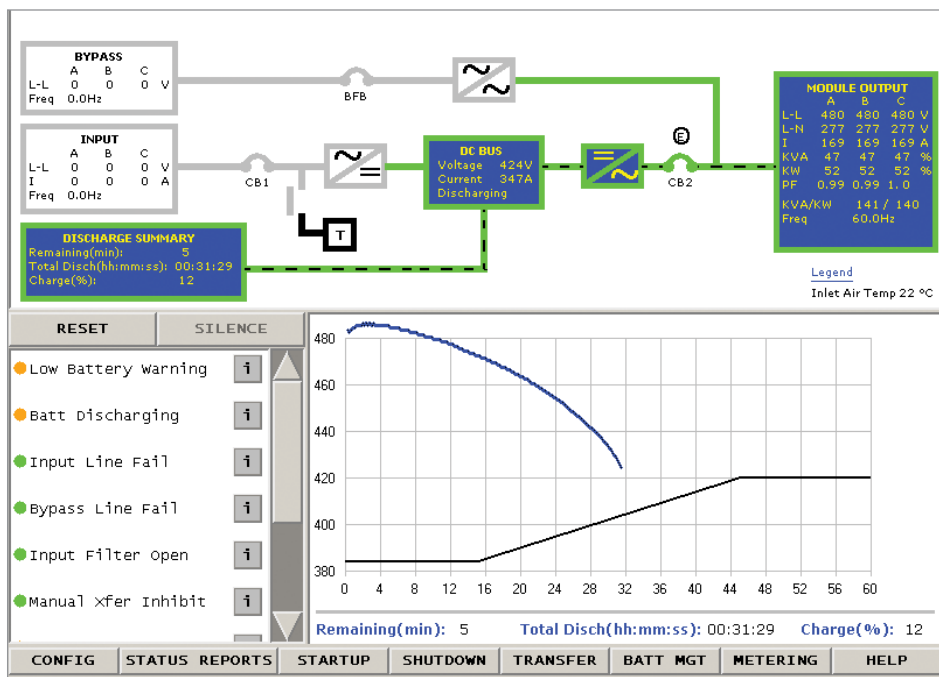 BYPASS
A B C
L-L 0 0 0 V
Freq 0.0Hz
BFB
INPUT
A B C
L-L 0 0 0 V
I 0 0 0 A
Freq 0.0Hz
CB1
T
DC BUS
Voltage 424V
Current 347A
Discharging
E
CB2
MODULE OUTPUT
A B C
L-L 480 480 480 V
L-N 277 277 277 V
I 169 169 169 A
KVA 47 47 47 %
KW 52 52 52 %
PF 0.99 0.99 1.0
KVA/KW 141 / 140
Freq 60.0Hz
DISCHARGE SUMMARY
Remaining(min): 5
Total Disch(hh:mm:ss): 00:31:29
Charge(%): 12
Legend
Inlet Air Temp 22 ºC
RESET SILENCE
Low Battery Warning i
Batt Discharging i
Input Line Fail i
Bypass Line Fail i
Input Filter Open i
Manual Xfer Inhibit i
480
460
440
420
400
380
0 4 8 12 16 20 24 28 32 36 40 44 48 52 56 60
Remaining(min): 5 Total Disch(hh:mm:ss): 00:31:29 Charge(%): 12
CONFIG STATUS REPORTS STARTUP SHUTDOWN TRANSFER BATT MGT METERING HELP